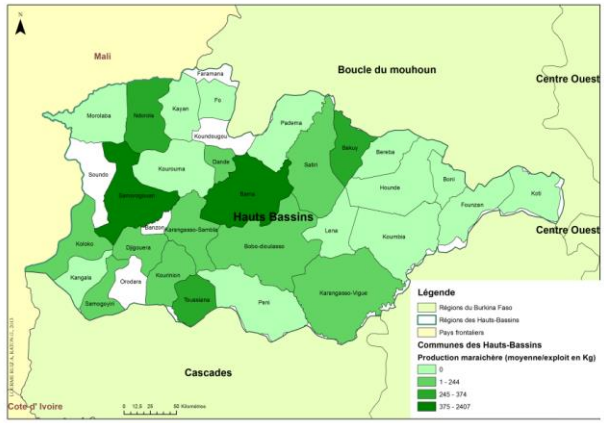 N
Mali
Boucle du mouhoun
Centre Ouest
Faramana
Fo
Kayan
Ndorola
Morolaba
Koundougou
Padema
Bekuy
Bereba
Satiri
Dande
Kourouma
Soundo
Samorogouan
Bama
Hounde
Boni
Founzan
Koti
Hauts Bassins
Banzon
Karangasso-Sambla
Lena
Koumbia
Centre Ouest
Koloko
Djigouera
Bobo-dioulasso
Kangala
Orodara
Kourinion
Samogoyiri
Toussiana
Peni
Karangasso-Vigue
Légende
Régions du Burkina Faso
Régions des Hauts-Bassins
Pays frontaliers
Communes des Hauts-Bassins
Production maraichère (moyenne/exploit en Kg)
0
1 - 244
245 - 374
375 - 2407
Cascades
Cote d' Ivoire
0 12,5 25 50 Kilomètres